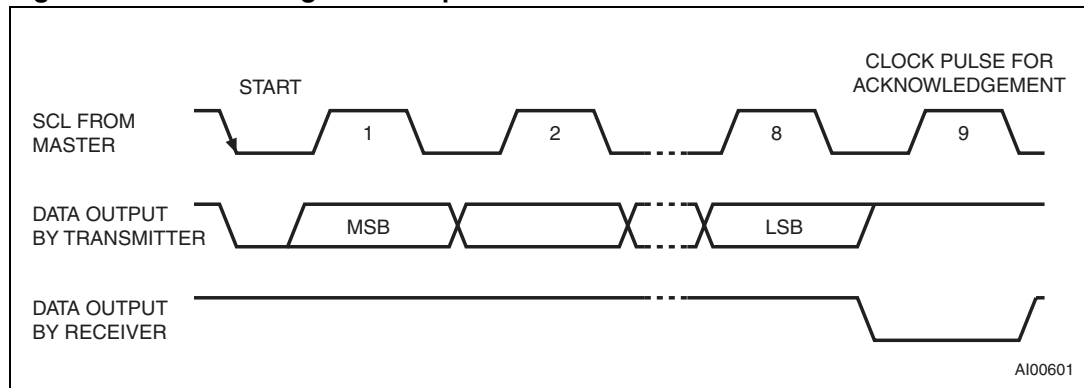 START
CLOCK PULSE FOR
ACKNOWLEDGEMENT
SCL FROM
MASTER
1
2
8
9
DATA OUTPUT
BY TRANSMITTER
MSB
LSB
DATA OUTPUT
BY RECEIVER
AI00601